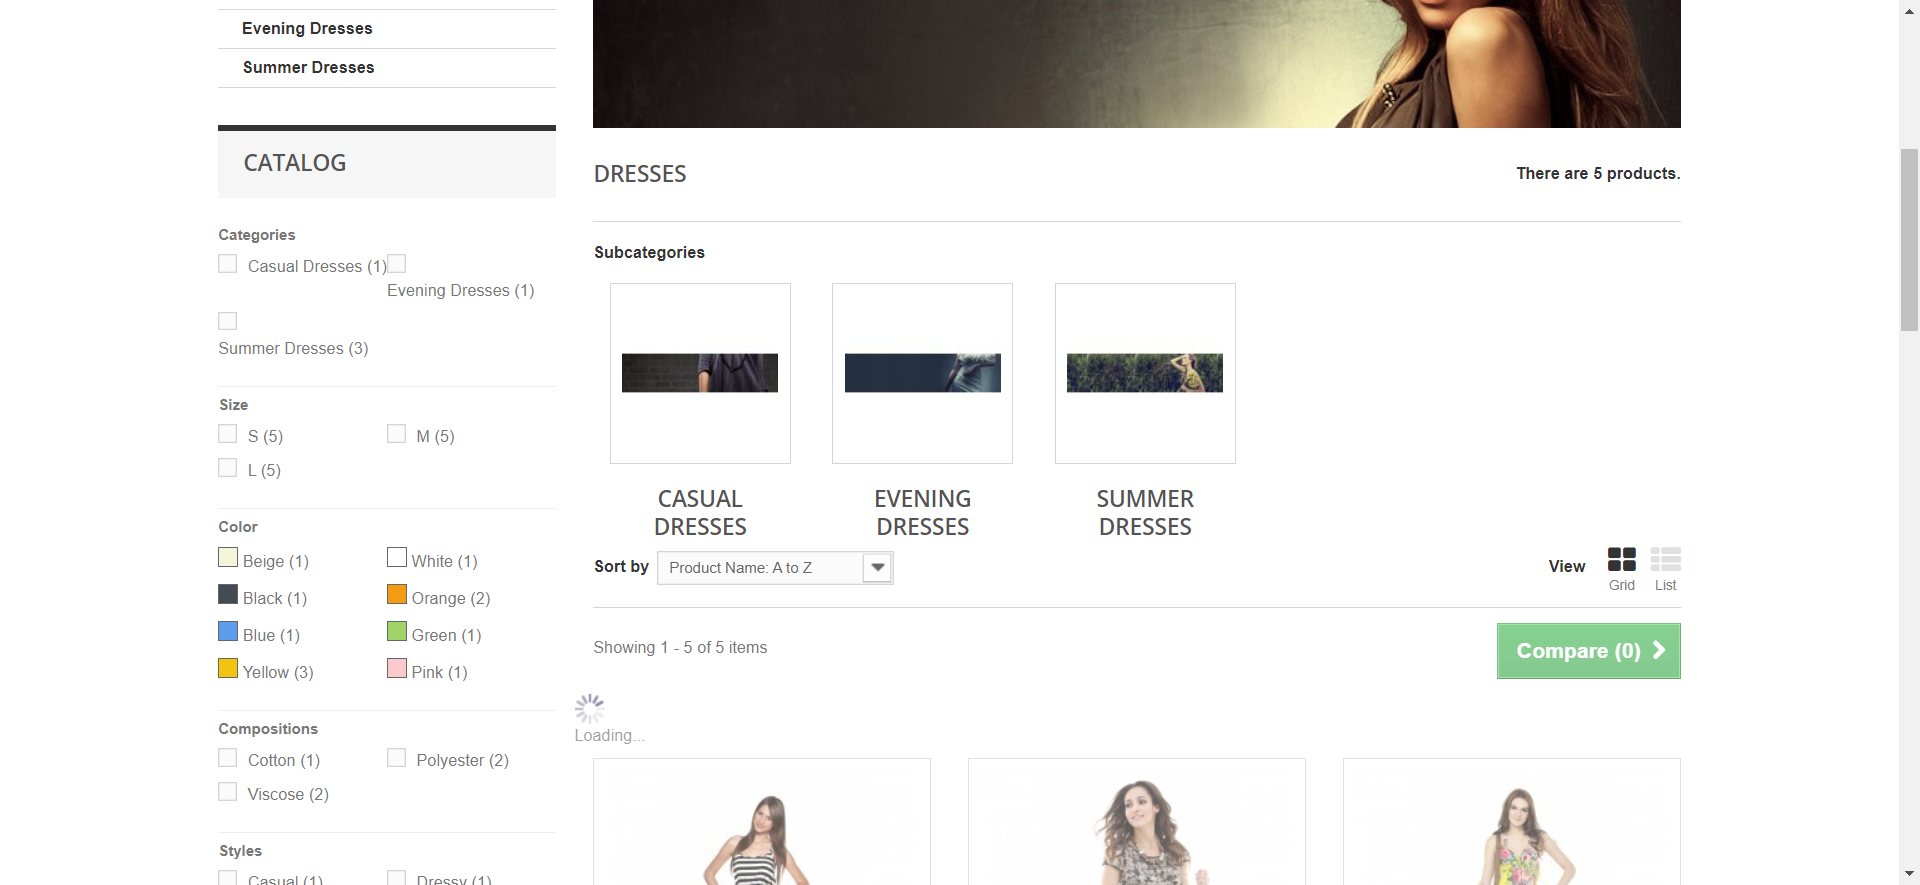 Evening Dresses
Summer Dresses
CATALOG
Categories
Casual Dresses (1)
Evening Dresses (1)
Summer Dresses (3)
Size
S (5)
M (5)
L (5)
Color
Beige (1)
White (1)
Black (1)
Orange (2)
Blue (1)
Green (1)
Yellow (3)
Pink (1)
Compositions
Cotton (1)
Polyester (2)
Viscose (2)
Styles
Casual (1)
Dressy (1)
DRESSES
There are 5 products.
Subcategories
CASUAL
DRESSES
EVENING
DRESSES
SUMMER
DRESSES
Sort by
Product Name: A to Z
View
Grid
List
Showing 1 - 5 of 5 items
Compare (0)
Loading...